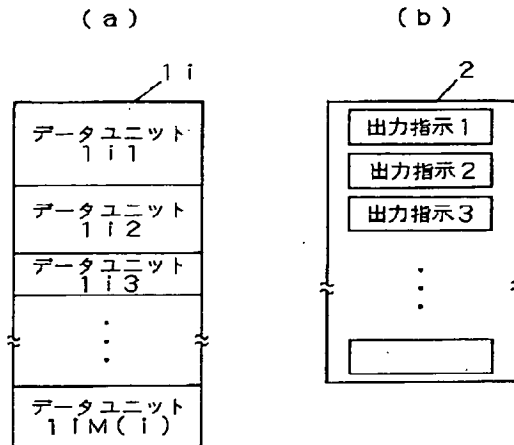 (a)
1i
データユニット
1i1
データユニット
1i2
データユニット
1i3
データユニット
1iM(i)
(b)
2
出力指示1
出力指示2
出力指示3